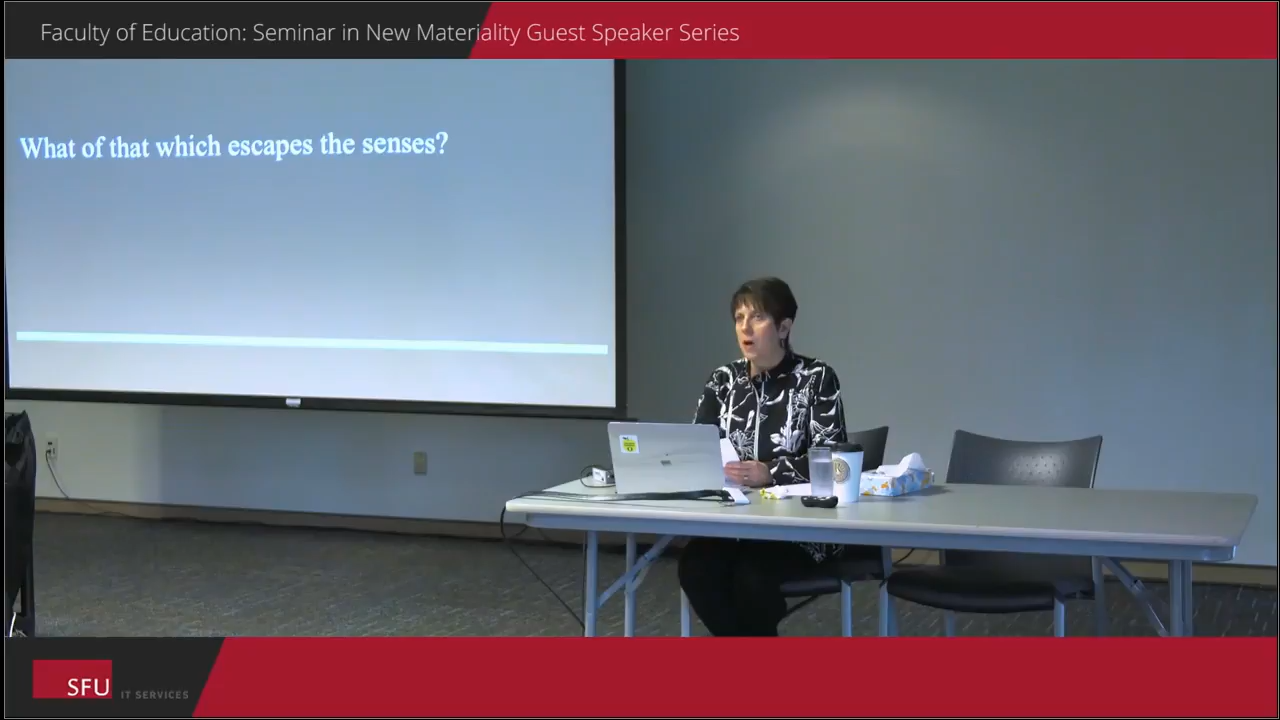 Faculty of Education: Seminar in New Materiality Guest Speaker Series
What of that which escapes the senses?
SFU IT SERVICES